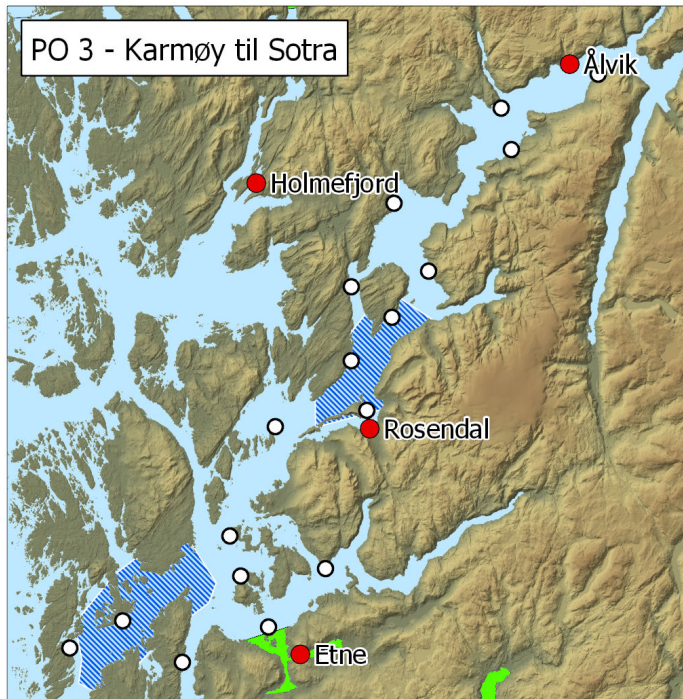 PO 3 - Karmøy til Sotra
Ålvik
Holmefjord
Rosendal
Etne